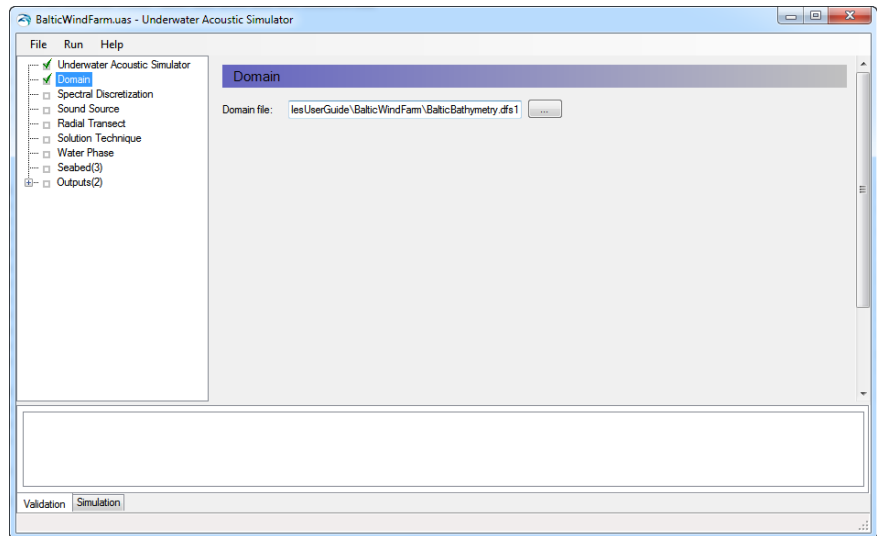 BalticWindFarm.uas - Underwater Acoustic Simulator
File Run Help
Underwater Acoustic Simulator
Domain
Spectral Discretization
Sound Source
Radial Transect
Solution Technique
Water Phase
Seabed(3)
Outputs(2)
Domain
Domain file: lesUserGuide\BalticWindFarm\BalticBathymetry.dfs1 ...
Validation Simulation